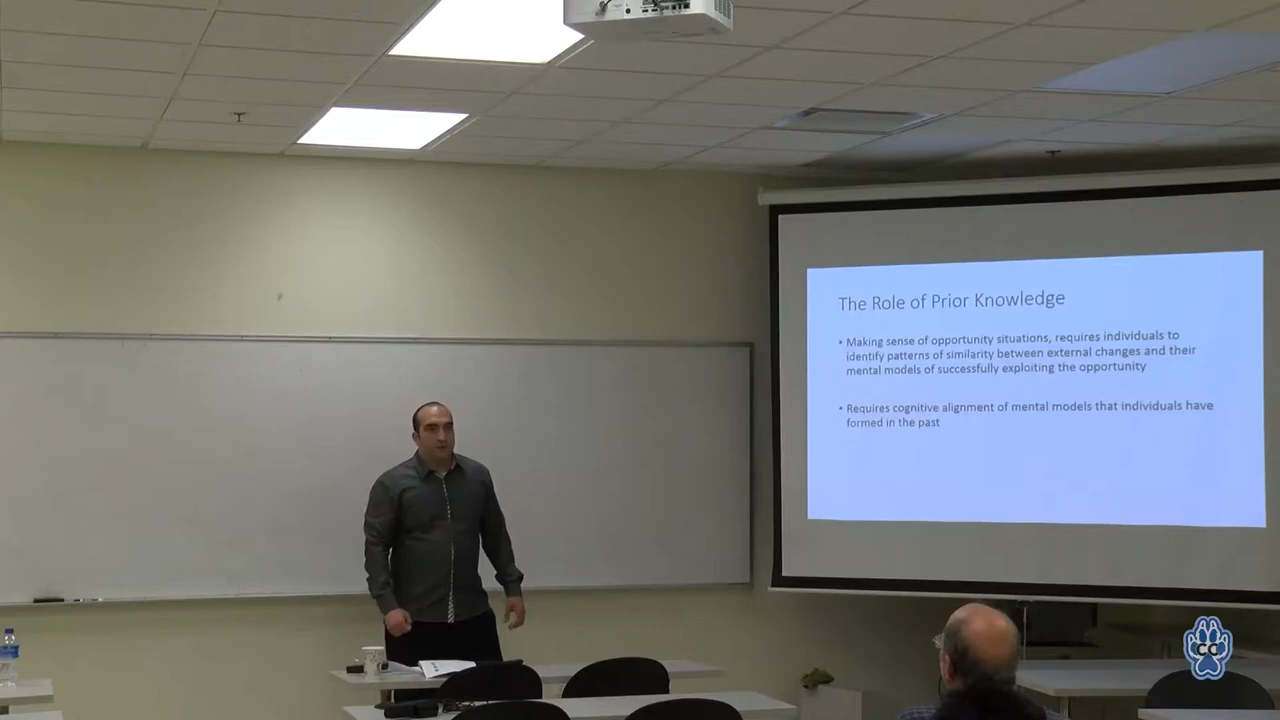 The Role of Prior Knowledge
• Making sense of opportunity situations, requires individuals to
identify patterns of similarity between external changes and their
mental models of successfully exploiting the opportunity
• Requires cognitive alignment of mental models that individuals have
formed in the past
CC